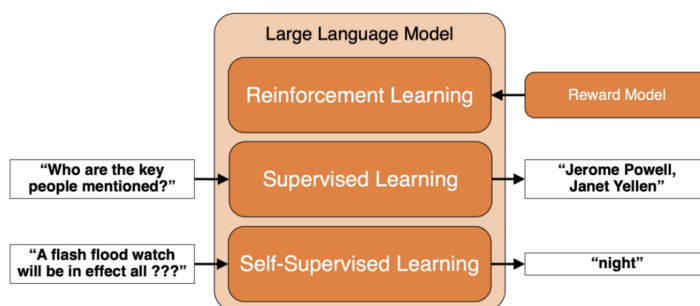 Large Language Model
Reinforcement Learning
Reward Model
“Who are the key
people mentioned?”
Supervised Learning
“Jerome Powell,
Janet Yellen”
“A flash flood watch
will be in effect all ???”
Self-Supervised Learning
“night”